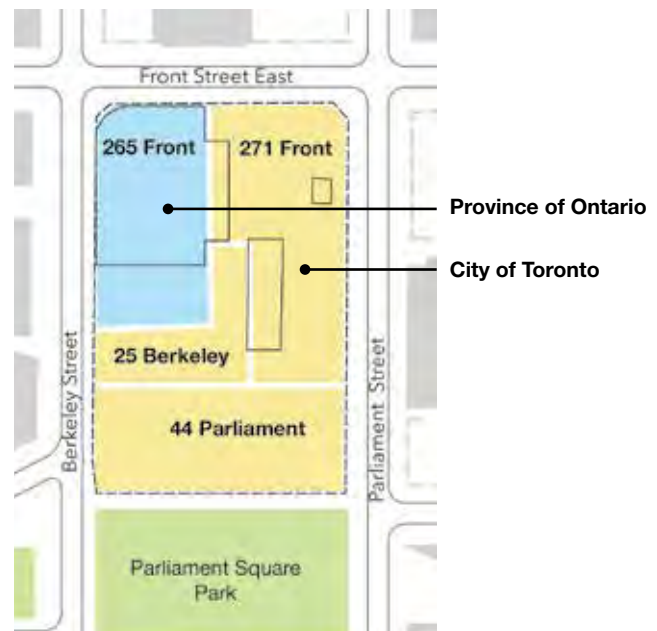 Front Street East
265 Front
271 Front
Province of Ontario
City of Toronto
25 Berkeley
Berkeley Street
Parliament Street
44 Parliament
Parliament Square
Park